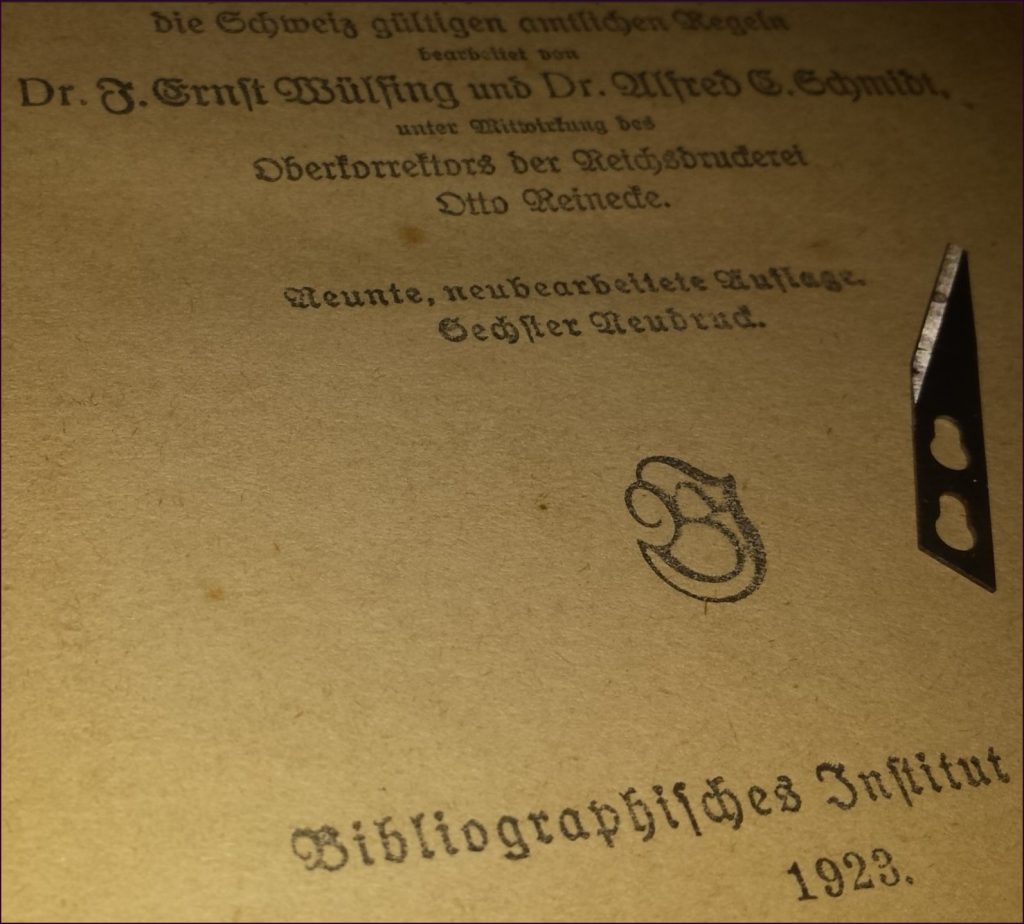 die Schweiz gültigen amtlichen Regeln
bearbeitet von
Dr. J. Ernst Wülfing und Dr. Alfred C. Schmidt,
unter Mitwirkung des
Oberkorrektors der Reichsdruckerei
Otto Reinecke.
Neunte, neubearbeitete Auflage.
Sechster Neudruck.
Bibliographisches Institut
1923.